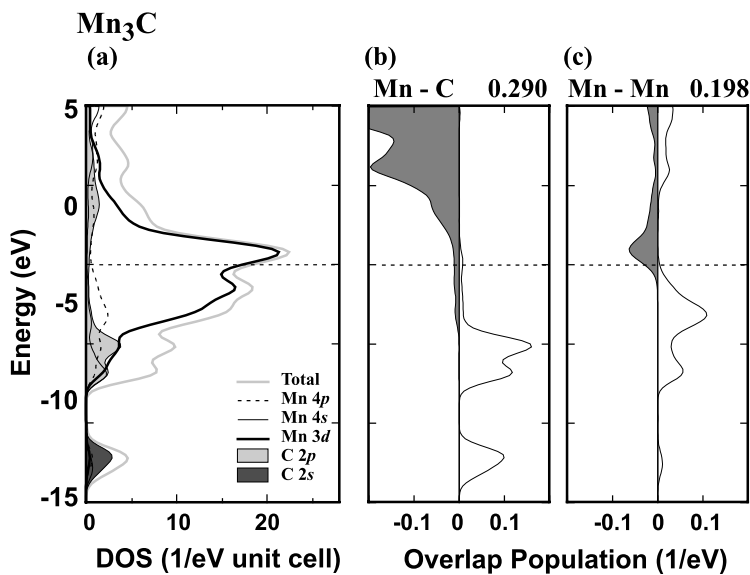 Mn3C
(a)
(b)
(c)
Mn - C 0.290
Mn - Mn 0.198
5
0
-5
-10
-15
Energy (eV)
Total
Mn 4p
Mn 4s
Mn 3d
C 2p
C 2s
0 10 20
-0.1 0 0.1
-0.1 0 0.1
DOS (1/eV unit cell)
Overlap Population (1/eV)